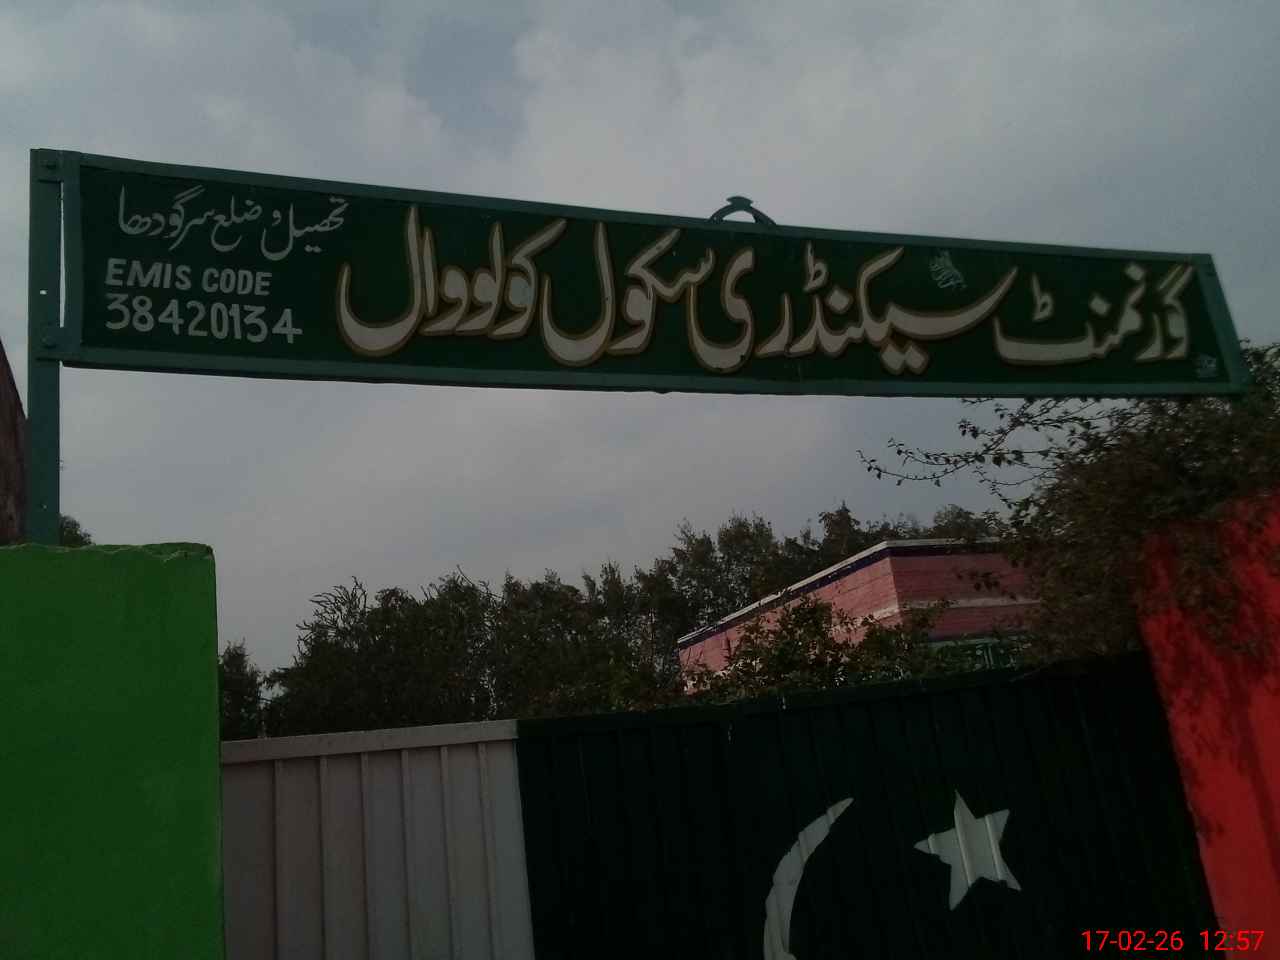 گورنمنٹ سیکنڈری سکول کولووال
تحصیل و ضلع سرگودھا
EMIS CODE
38420134
17-02-26 12:57